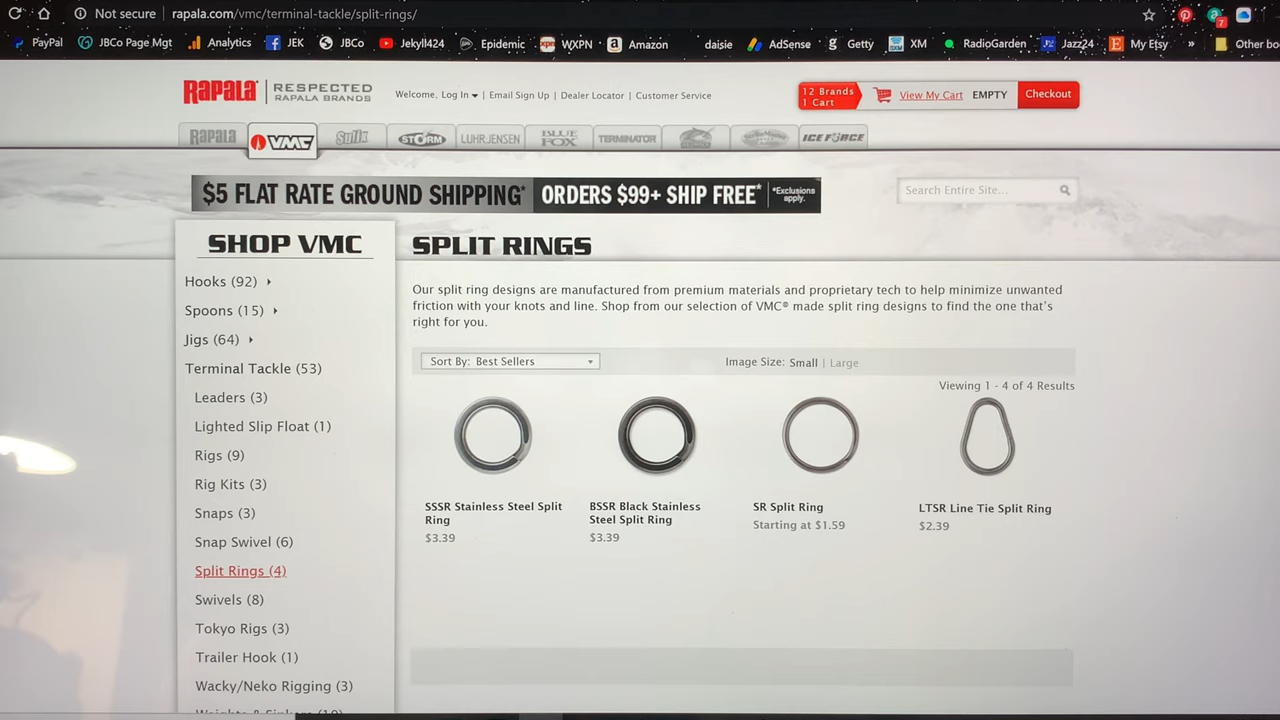 Not secure rapala.com/vmc/terminal-tackle/split-rings/
7
PayPal JBCo Page Mgt Analytics JEK JBCo Jekyll424 Epidemic WXPN Amazon daisie AdSense Getty XM RadioGarden Jazz24 My Etsy » Other bo
Rapala RESPECTED RAPALA BRANDS
Welcome, Log In | Email Sign Up | Dealer Locator | Customer Service
12 Brands
1 Cart
View My Cart EMPTY Checkout
Rapala VMC Sufix STORM LUHR JENSEN BLUE FOX TERMINATOR ICE FORCE
$5 FLAT RATE GROUND SHIPPING* ORDERS $99+ SHIP FREE* *Exclusions apply.
Search Entire Site...
SHOP VMC
Hooks (92)
Spoons (15)
Jigs (64)
Terminal Tackle (53)
Leaders (3)
Lighted Slip Float (1)
Rigs (9)
Rig Kits (3)
Snaps (3)
Snap Swivel (6)
Split Rings (4)
Swivels (8)
Tokyo Rigs (3)
Trailer Hook (1)
Wacky/Neko Rigging (3)
SPLIT RINGS
Our split ring designs are manufactured from premium materials and proprietary tech to help minimize unwanted
friction with your knots and line. Shop from our selection of VMC® made split ring designs to find the one that's
right for you.
Sort By: Best Sellers
Image Size: Small | Large
Viewing 1 - 4 of 4 Results
SSSR Stainless Steel Split
Ring
$3.39
BSSR Black Stainless
Steel Split Ring
$3.39
SR Split Ring
Starting at $1.59
LTSR Line Tie Split Ring
$2.39